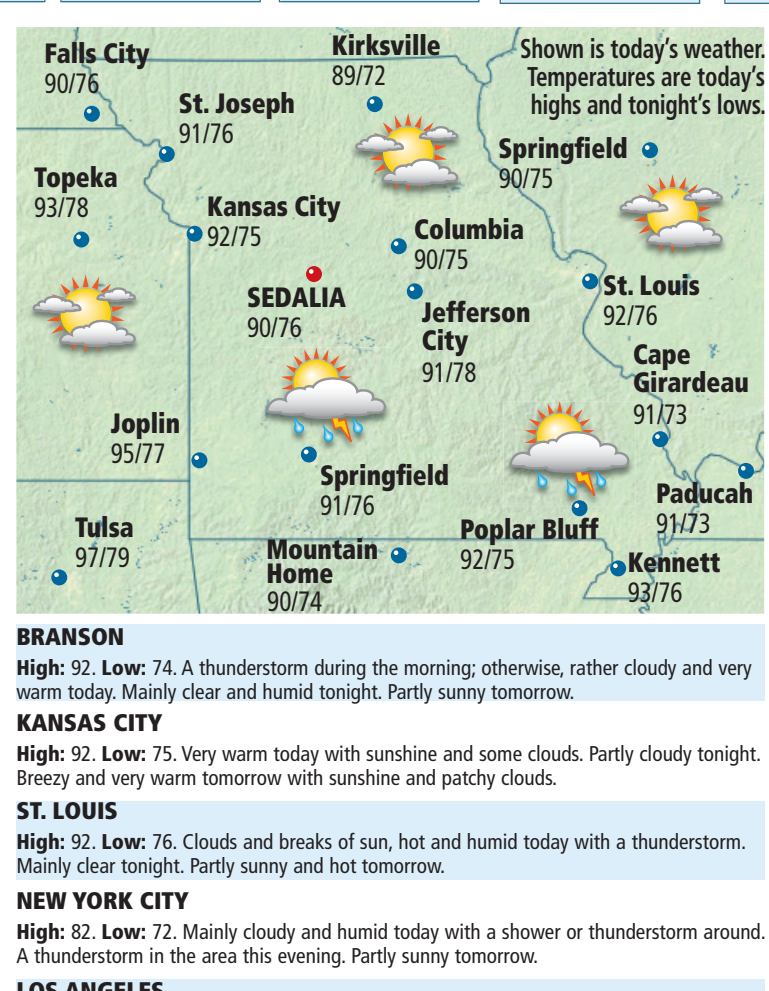 Falls City
90/76
Kirksville
89/72
Shown is today's weather.
Temperatures are today's
highs and tonight's lows.
St. Joseph
91/76
Springfield
90/75
Topeka
93/78
Kansas City
92/75
Columbia
90/75
SEDALIA
90/76
Jefferson
City
91/78
St. Louis
92/76
Cape
Girardeau
91/73
Joplin
95/77
Springfield
91/76
Paducah
91/73
Tulsa
97/79
Mountain
Home
90/74
Poplar Bluff
92/75
Kennett
93/76
BRANSON
High: 92. Low: 74. A thunderstorm during the morning; otherwise, rather cloudy and very
warm today. Mainly clear and humid tonight. Partly sunny tomorrow.
KANSAS CITY
High: 92. Low: 75. Very warm today with sunshine and some clouds. Partly cloudy tonight.
Breezy and very warm tomorrow with sunshine and patchy clouds.
ST. LOUIS
High: 92. Low: 76. Clouds and breaks of sun, hot and humid today with a thunderstorm.
Mainly clear tonight. Partly sunny and hot tomorrow.
NEW YORK CITY
High: 82. Low: 72. Mainly cloudy and humid today with a shower or thunderstorm around.
A thunderstorm in the area this evening. Partly sunny tomorrow.
LOS ANGELES